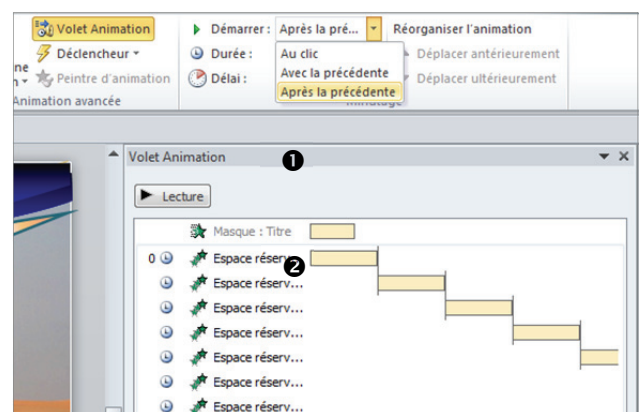 Volet Animation
Déclencheur
Peintre d'animation
Animation avancée
Démarrer : Après la pré...
Durée :
Délai :
Au clic
Avec la précédente
Après la précédente
Réorganiser l'animation
Déplacer antérieurement
Déplacer ultérieurement
Volet Animation 1
Lecture
Masque : Titre
0 Espace réserv... 2
Espace réserv...
Espace réserv...
Espace réserv...
Espace réserv...
Espace réserv...
Espace réserv...